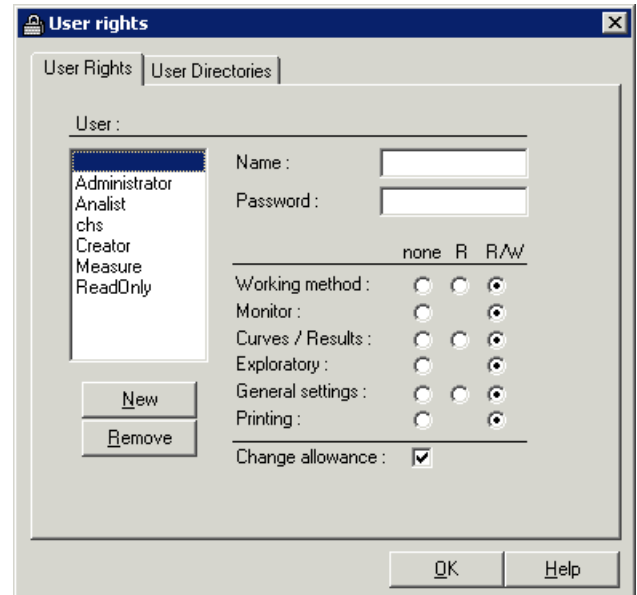 User rights
User Rights
User Directories
User :
Administrator
Analist
chs
Creator
Measure
ReadOnly
New
Remove
Name :
Password :
none R R/W
Working method :
Monitor :
Curves / Results :
Exploratory :
General settings :
Printing :
Change allowance :
OK
Help